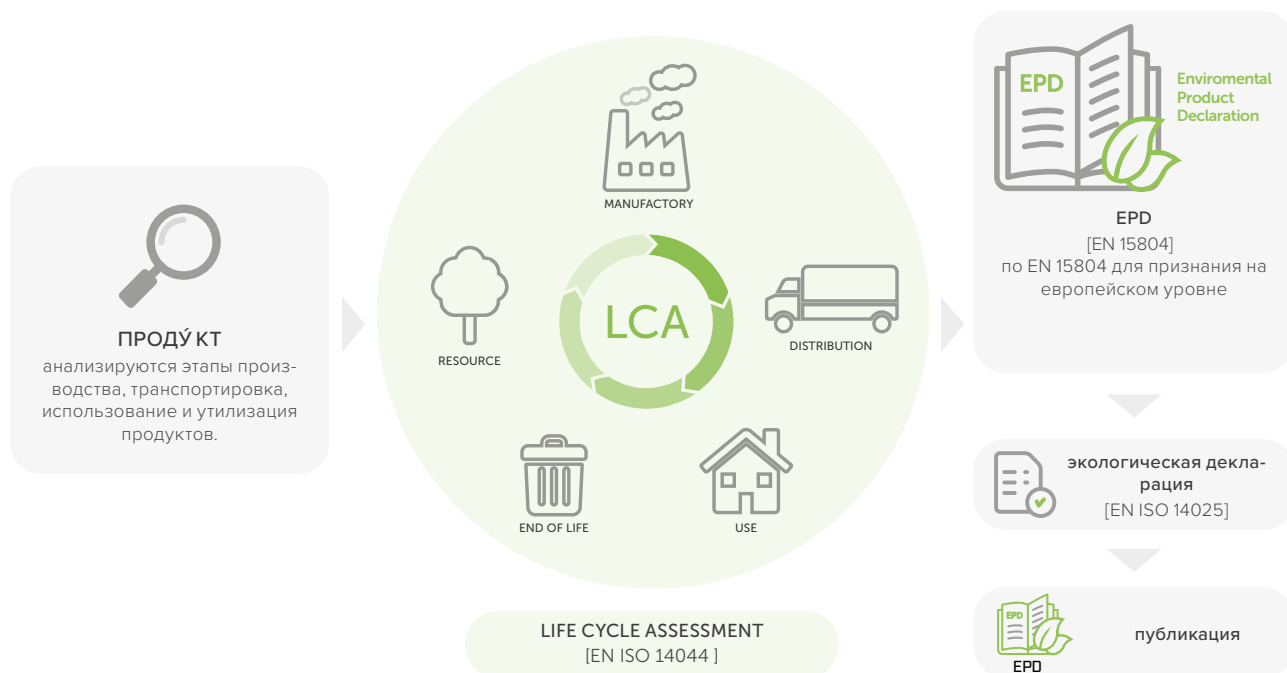 ПРОДУ́ КТ
анализируются этапы произ-
водства, транспортировка,
использование и утилизация
продуктов.
MANUFACTORY
RESOURCE
LCA
DISTRIBUTION
END OF LIFE
USE
LIFE CYCLE ASSESSMENT
[EN ISO 14044 ]
EPD
Enviromental
Product
Declaration
EPD
[EN 15804]
по EN 15804 для признания на
европейском уровне
экологическая декла-
рация
[EN ISO 14025]
EPD
EPD
публикация